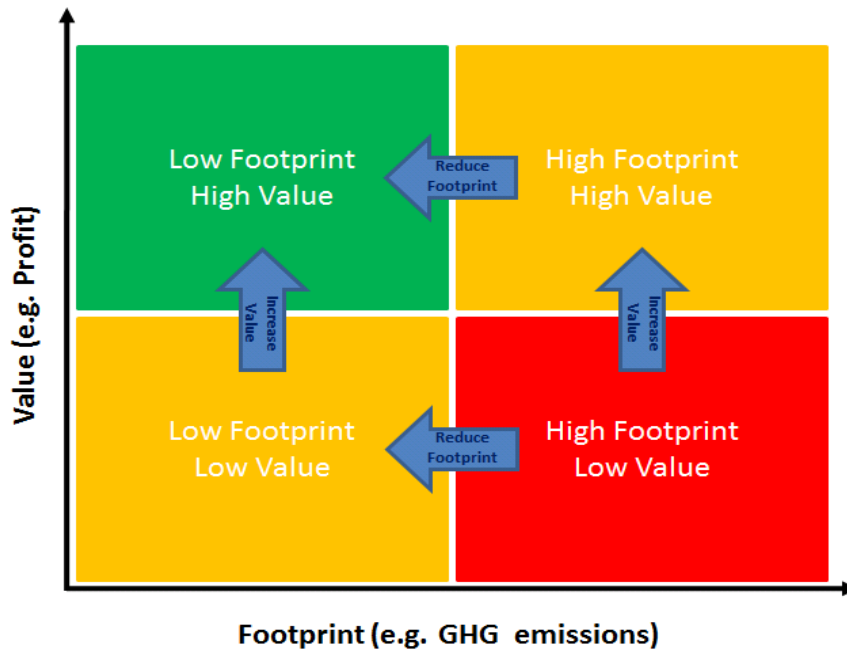 Value (e.g. Profit)
Low Footprint
High Value
Reduce
Footprint
High Footprint
High Value
Increase
Value
Increase
Value
Low Footprint
Low Value
Reduce
Footprint
High Footprint
Low Value
Footprint (e.g. GHG emissions)